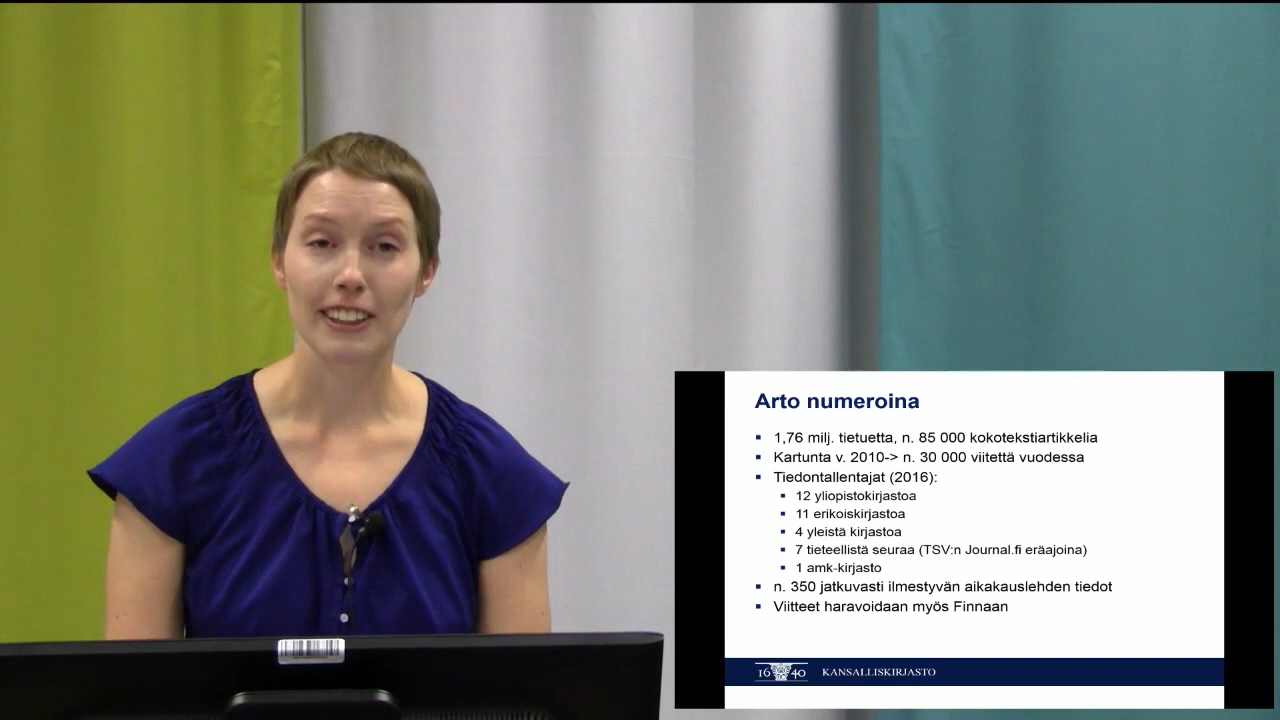 Arto numeroina
1,76 milj. tietuetta, n. 85 000 kokotekstiartikkelia
Kartunta v. 2010-> n. 30 000 viitettä vuodessa
Tiedontallentajat (2016):
12 yliopistokirjastoa
11 erikoiskirjastoa
4 yleistä kirjastoa
7 tieteellistä seuraa (TSV:n Journal.fi eräajoina)
1 amk-kirjasto
n. 350 jatkuvasti ilmestyvän aikakauslehden tiedot
Viitteet haravoidaan myös Finnaan
16 40 KANSALLISKIRJASTO